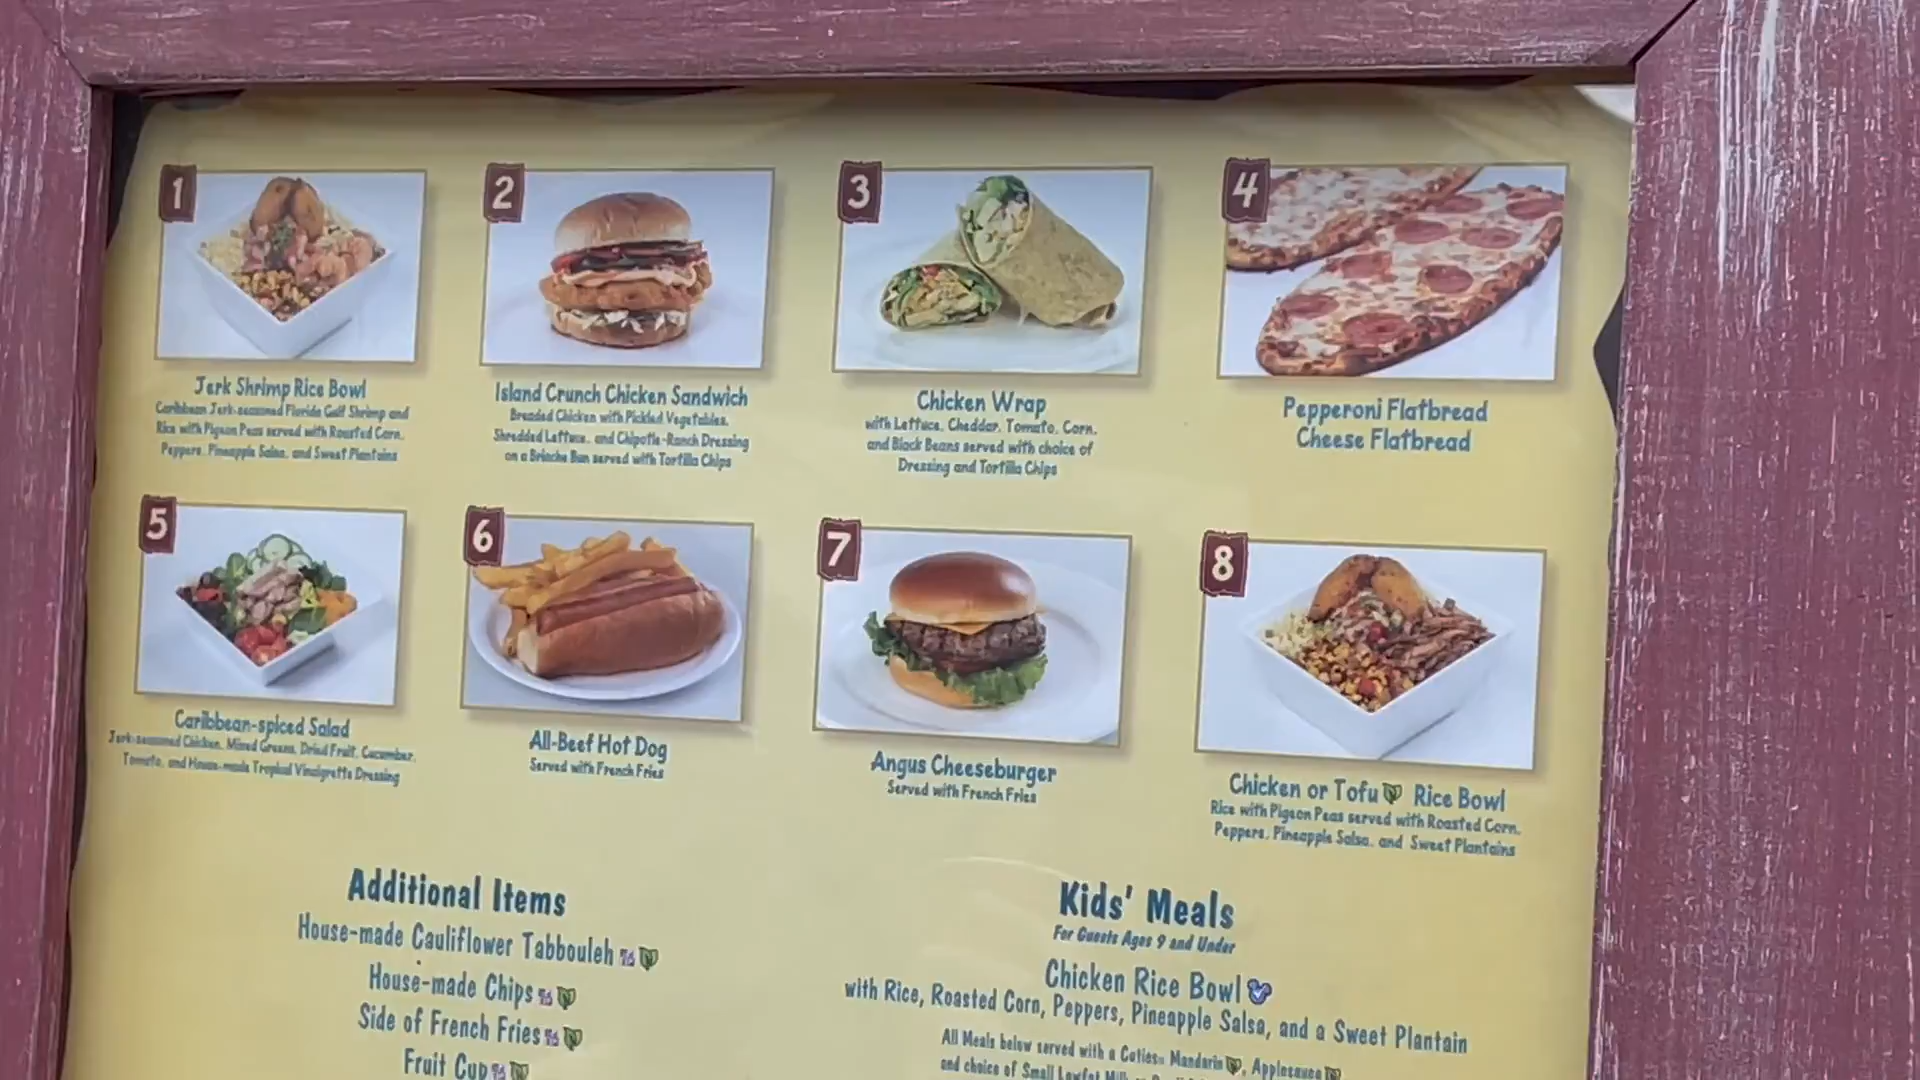 1
Jerk Shrimp Rice Bowl
Caribbean Jerk-seasoned Florida Gulf Shrimp and
Rice with Pigeon Peas served with Roasted Corn,
Peppers, Pineapple Salsa, and Sweet Plantains
2
Island Crunch Chicken Sandwich
Breaded Chicken with Pickled Vegetables,
Shredded Lettuce, and Chipotle-Ranch Dressing
on a Brioche Bun served with Tortilla Chips
3
Chicken Wrap
with Lettuce, Cheddar, Tomato, Corn,
and Black Beans served with choice of
Dressing and Tortilla Chips
4
Pepperoni Flatbread
Cheese Flatbread
5
Caribbean-spiced Salad
Jerk-seasoned Chicken, Mixed Greens, Dried Fruit, Cucumber,
Tomato, and House-made Tropical Vinaigrette Dressing
6
All-Beef Hot Dog
Served with French Fries
7
Angus Cheeseburger
Served with French Fries
8
Chicken or Tofu Rice Bowl
Rice with Pigeon Peas served with Roasted Corn,
Peppers, Pineapple Salsa, and Sweet Plantains
Additional Items
House-made Cauliflower Tabbouleh
House-made Chips
Side of French Fries
Fruit Cup
Kids' Meals
For Guests Ages 9 and Under
Chicken Rice Bowl
with Rice, Roasted Corn, Peppers, Pineapple Salsa, and a Sweet Plantain
All Meals below served with a Cuties® Mandarin, Applesauce
and choice of Small Lowfat Milk